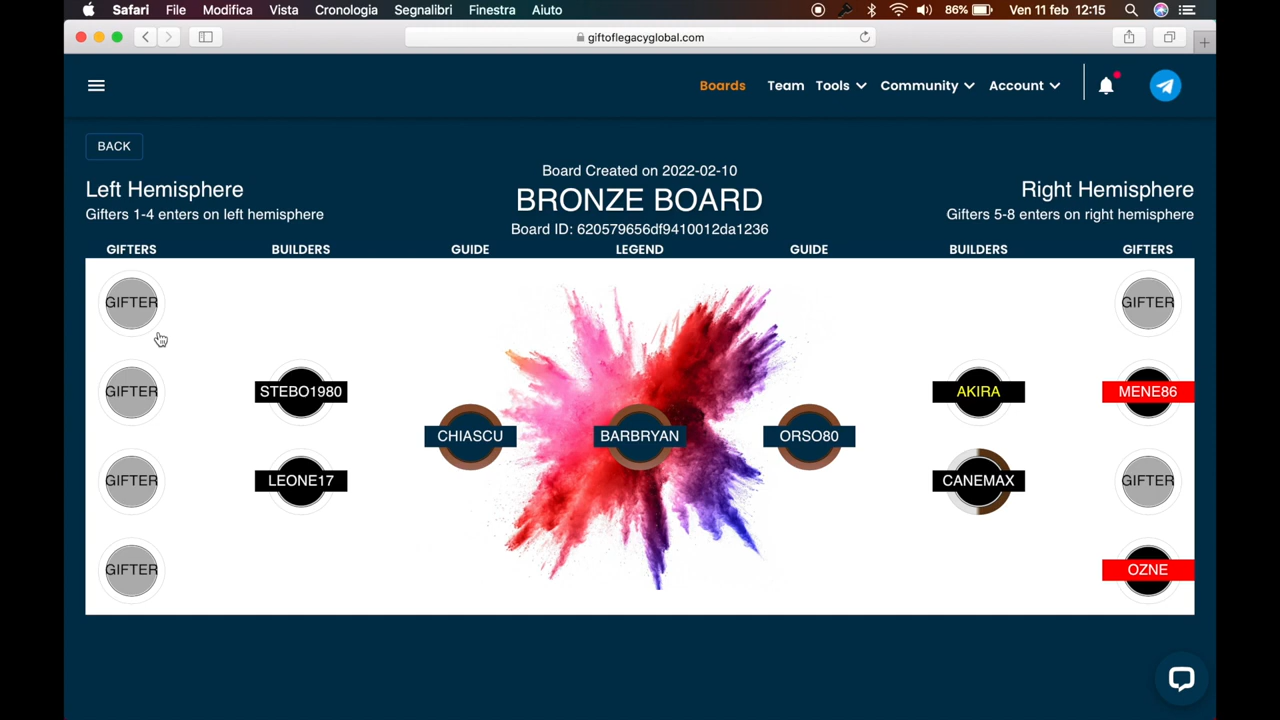 Safari File Modifica Vista Cronologia Segnalibri Finestra Aiuto 86% Ven 11 feb 12:15
giftoflegacyglobal.com
Boards Team Tools Community Account
BACK
Board Created on 2022-02-10
Left Hemisphere BRONZE BOARD Right Hemisphere
Gifters 1-4 enters on left hemisphere Board ID: 620579656df9410012da1236 Gifters 5-8 enters on right hemisphere
GIFTERS BUILDERS GUIDE LEGEND GUIDE BUILDERS GIFTERS
GIFTER GIFTER
GIFTER STEBO1980 AKIRA MENE86
CHIASCU BARBRYAN ORSO80
GIFTER LEONE17 CANEMAX GIFTER
GIFTER OZNE